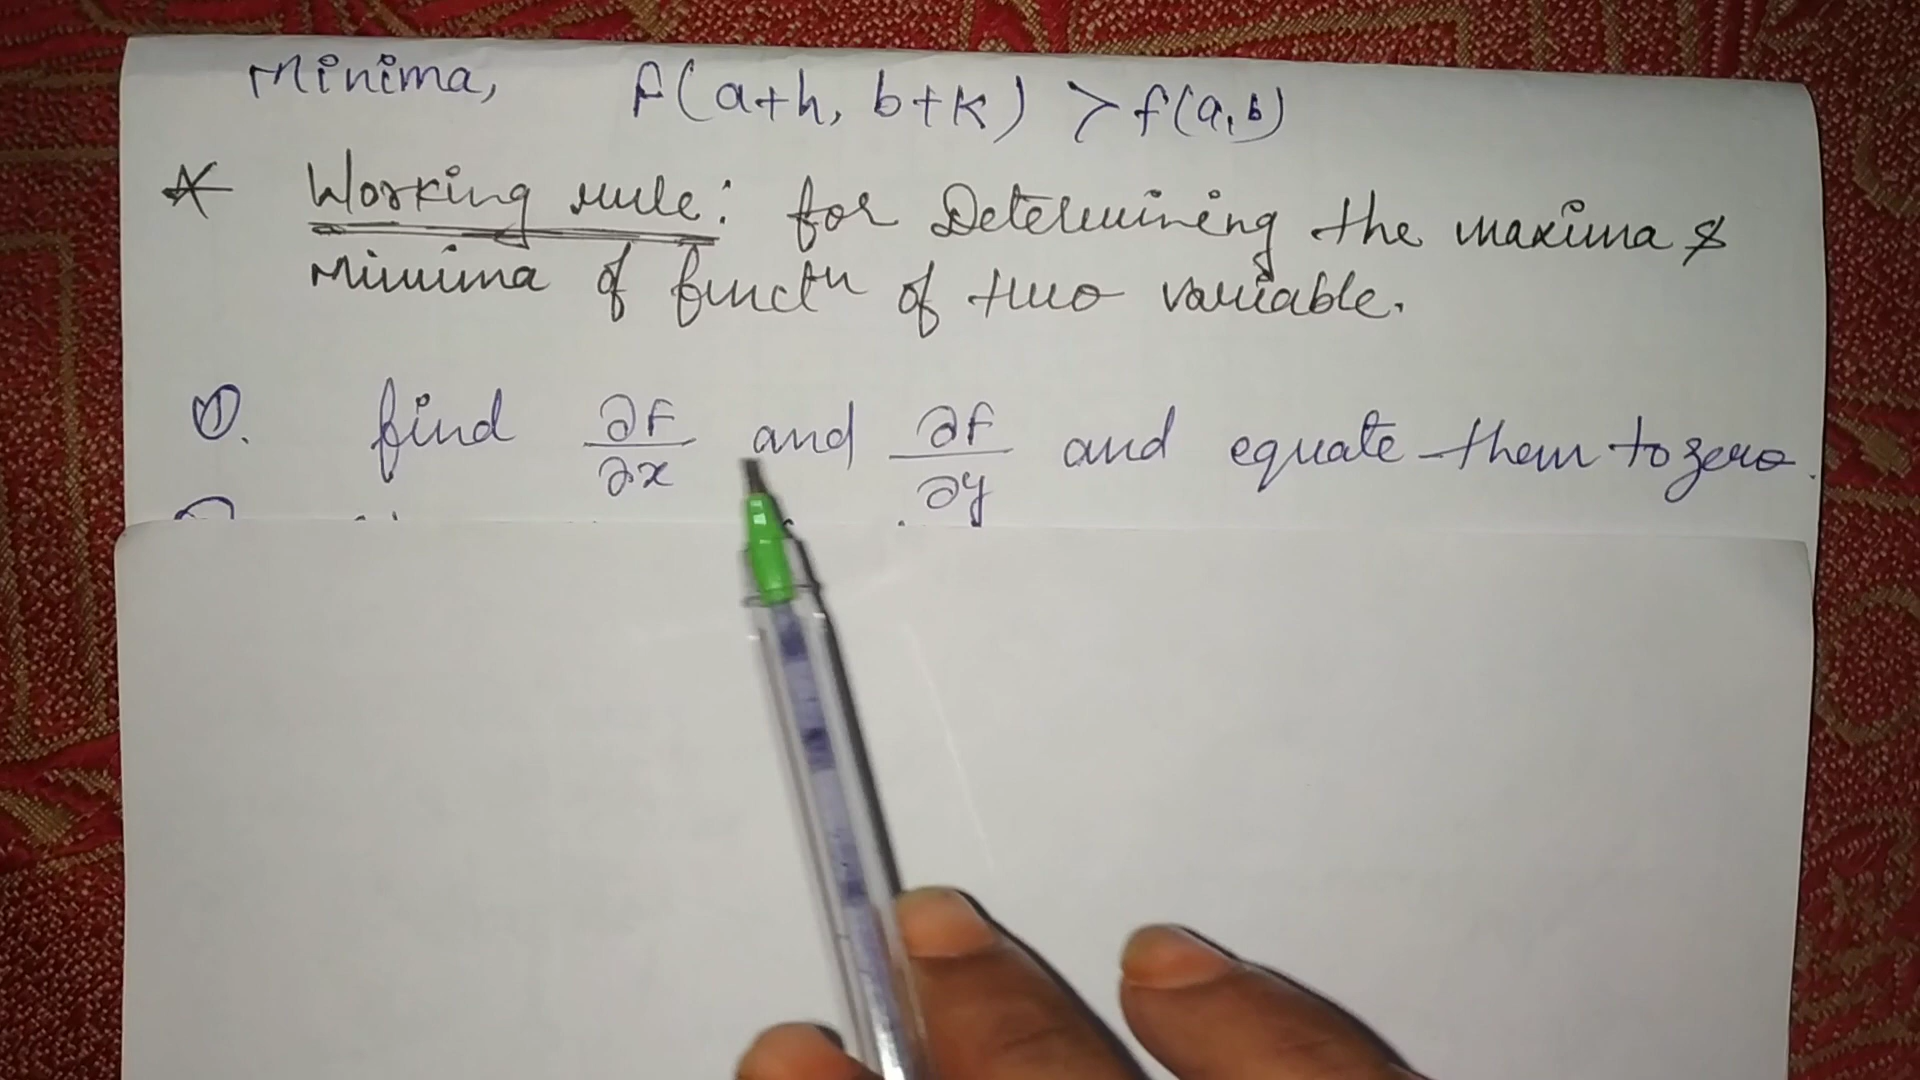 Minima, f(a+h, b+k) > f(a,b)
* Working rule: for Determining the maxima &
Minima of functn of two variable.
①. find ∂f/∂x and ∂f/∂y and equate them to zero.